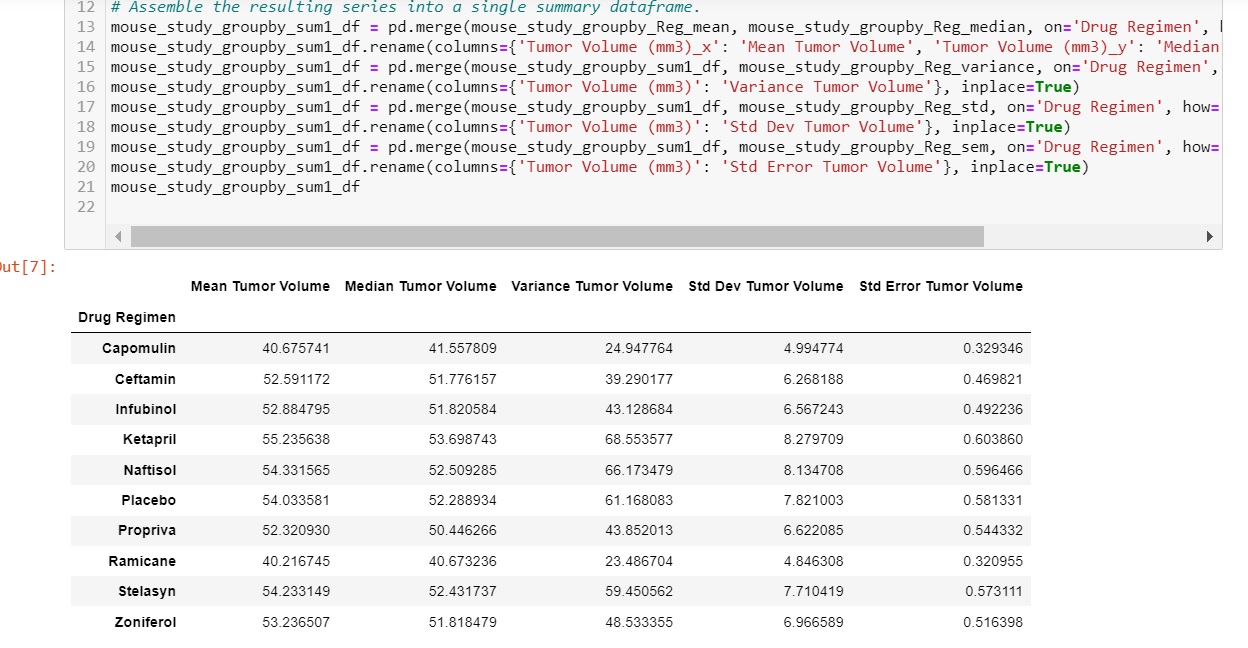 12 # Assemble the resulting series into a single summary dataframe.
13 mouse_study_groupby_sum1_df = pd.merge(mouse_study_groupby_Reg_mean, mouse_study_groupby_Reg_median, on='Drug Regimen',
14 mouse_study_groupby_sum1_df.rename(columns={'Tumor Volume (mm3)_x': 'Mean Tumor Volume', 'Tumor Volume (mm3)_y': 'Median
15 mouse_study_groupby_sum1_df = pd.merge(mouse_study_groupby_sum1_df, mouse_study_groupby_Reg_variance, on='Drug Regimen',
16 mouse_study_groupby_sum1_df.rename(columns={'Tumor Volume (mm3)': 'Variance Tumor Volume'}, inplace=True)
17 mouse_study_groupby_sum1_df = pd.merge(mouse_study_groupby_sum1_df, mouse_study_groupby_Reg_std, on='Drug Regimen', how=
18 mouse_study_groupby_sum1_df.rename(columns={'Tumor Volume (mm3)': 'Std Dev Tumor Volume'}, inplace=True)
19 mouse_study_groupby_sum1_df = pd.merge(mouse_study_groupby_sum1_df, mouse_study_groupby_Reg_sem, on='Drug Regimen', how=
20 mouse_study_groupby_sum1_df.rename(columns={'Tumor Volume (mm3)': 'Std Error Tumor Volume'}, inplace=True)
21 mouse_study_groupby_sum1_df
22
Out[7]:
Mean Tumor Volume Median Tumor Volume Variance Tumor Volume Std Dev Tumor Volume Std Error Tumor Volume
Drug Regimen
Capomulin 40.675741 41.557809 24.947764 4.994774 0.329346
Ceftamin 52.591172 51.776157 39.290177 6.268188 0.469821
Infubinol 52.884795 51.820584 43.128684 6.567243 0.492236
Ketapril 55.235638 53.698743 68.553577 8.279709 0.603860
Naftisol 54.331565 52.509285 66.173479 8.134708 0.596466
Placebo 54.033581 52.288934 61.168083 7.821003 0.581331
Propriva 52.320930 50.446266 43.852013 6.622085 0.544332
Ramicane 40.216745 40.673236 23.486704 4.846308 0.320955
Stelasyn 54.233149 52.431737 59.450562 7.710419 0.573111
Zoniferol 53.236507 51.818479 48.533355 6.966589 0.516398